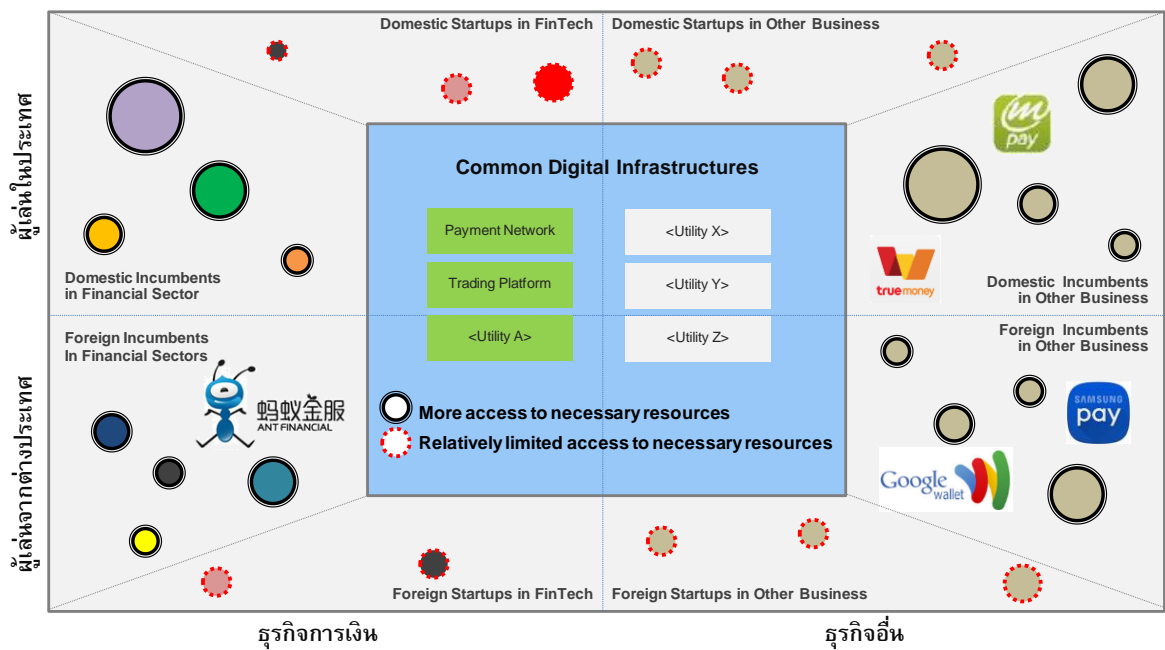 Domestic Startups in FinTech
Domestic Startups in Other Business
ผู้เล่นในประเทศ
m
pay
Common Digital Infrastructures
Payment Network
<Utility X>
Trading Platform
<Utility Y>
<Utility A>
<Utility Z>
truemoney
Domestic Incumbents
in Financial Sector
Domestic Incumbents
in Other Business
Foreign Incumbents
In Financial Sectors
Foreign Incumbents
in Other Business
ผู้เล่นจากต่างประเทศ
蚂蚁金服
ANT FINANCIAL
More access to necessary resources
Relatively limited access to necessary resources
SAMSUNG
pay
Google
wallet
Foreign Startups in FinTech
Foreign Startups in Other Business
ธุรกิจการเงิน
ธุรกิจอื่น